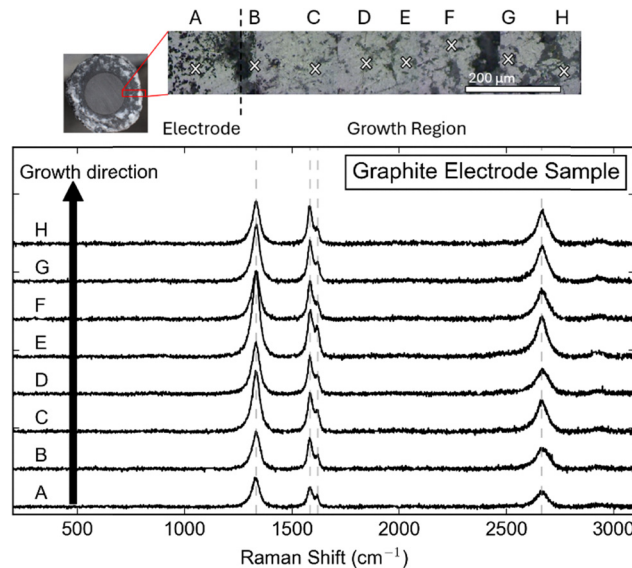 A B C D E F G H
200 µm
Electrode Growth Region
Growth direction
Graphite Electrode Sample
H
G
F
E
D
C
B
A
500 1000 1500 2000 2500 3000
Raman Shift (cm⁻¹)